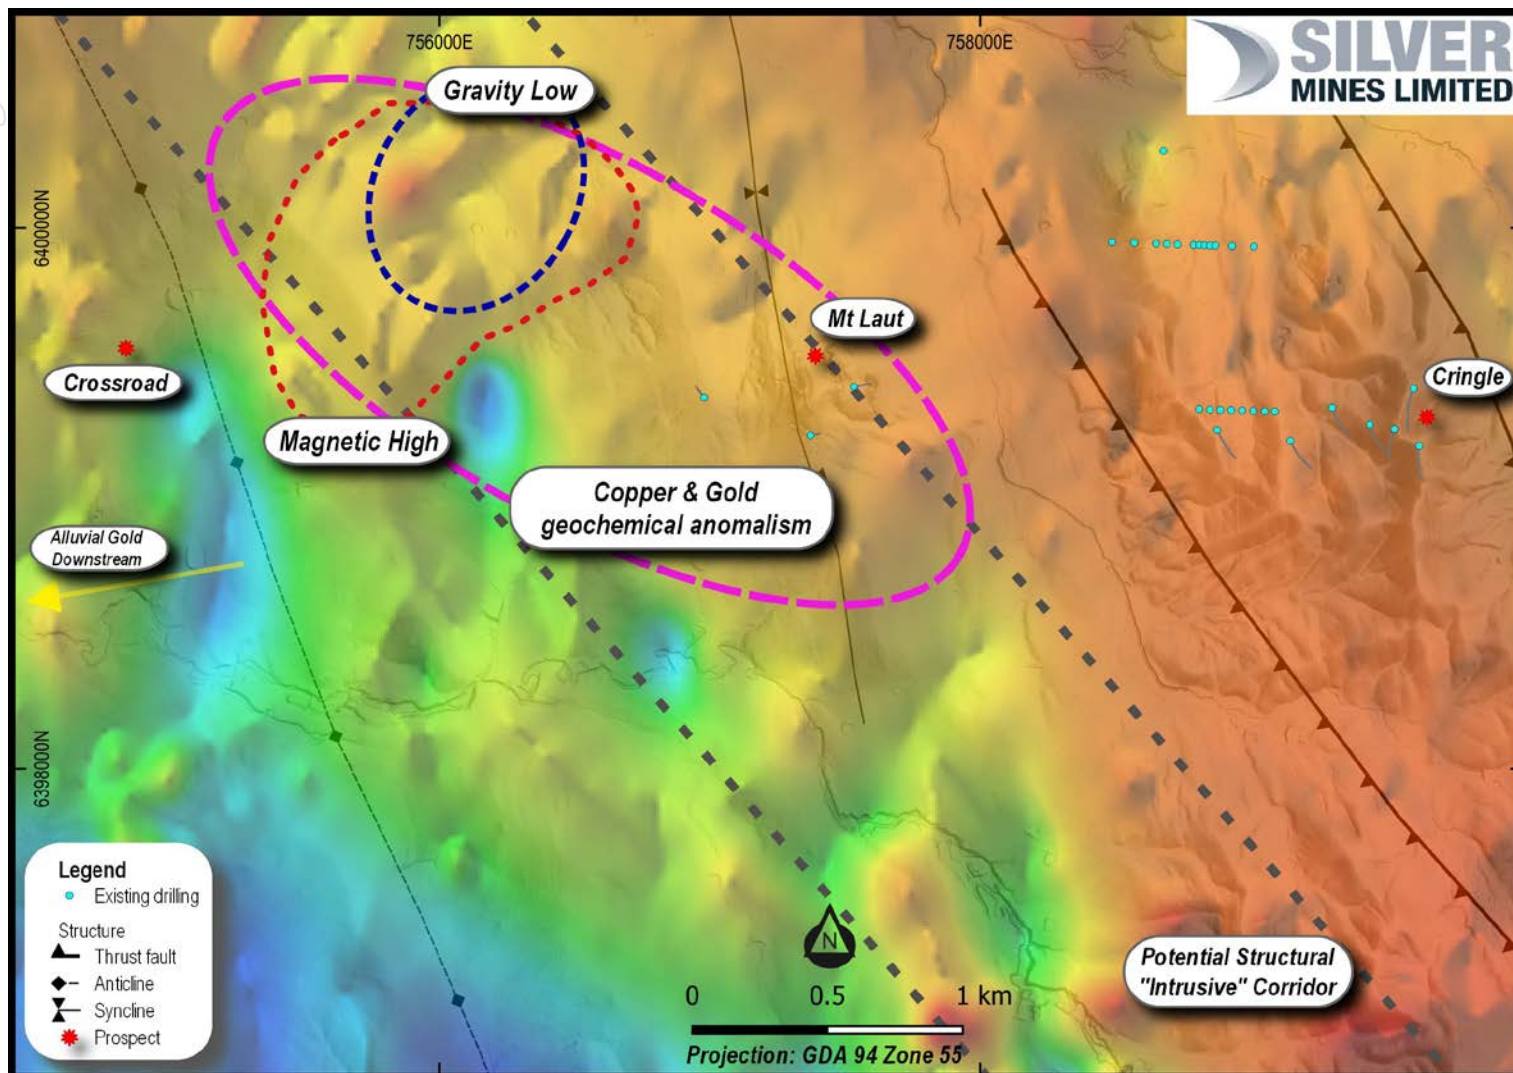 756000E
758000E
SILVER
MINES LIMITED
Gravity Low
6400000N
Mt Laut
Crossroad
Cringle
Magnetic High
Copper & Gold
geochemical anomalism
Alluvial Gold
Downstream
6398000N
Legend
Existing drilling
Structure
Thrust fault
Anticline
Syncline
Prospect
N
Potential Structural
"Intrusive" Corridor
0 0.5 1 km
Projection: GDA 94 Zone 55